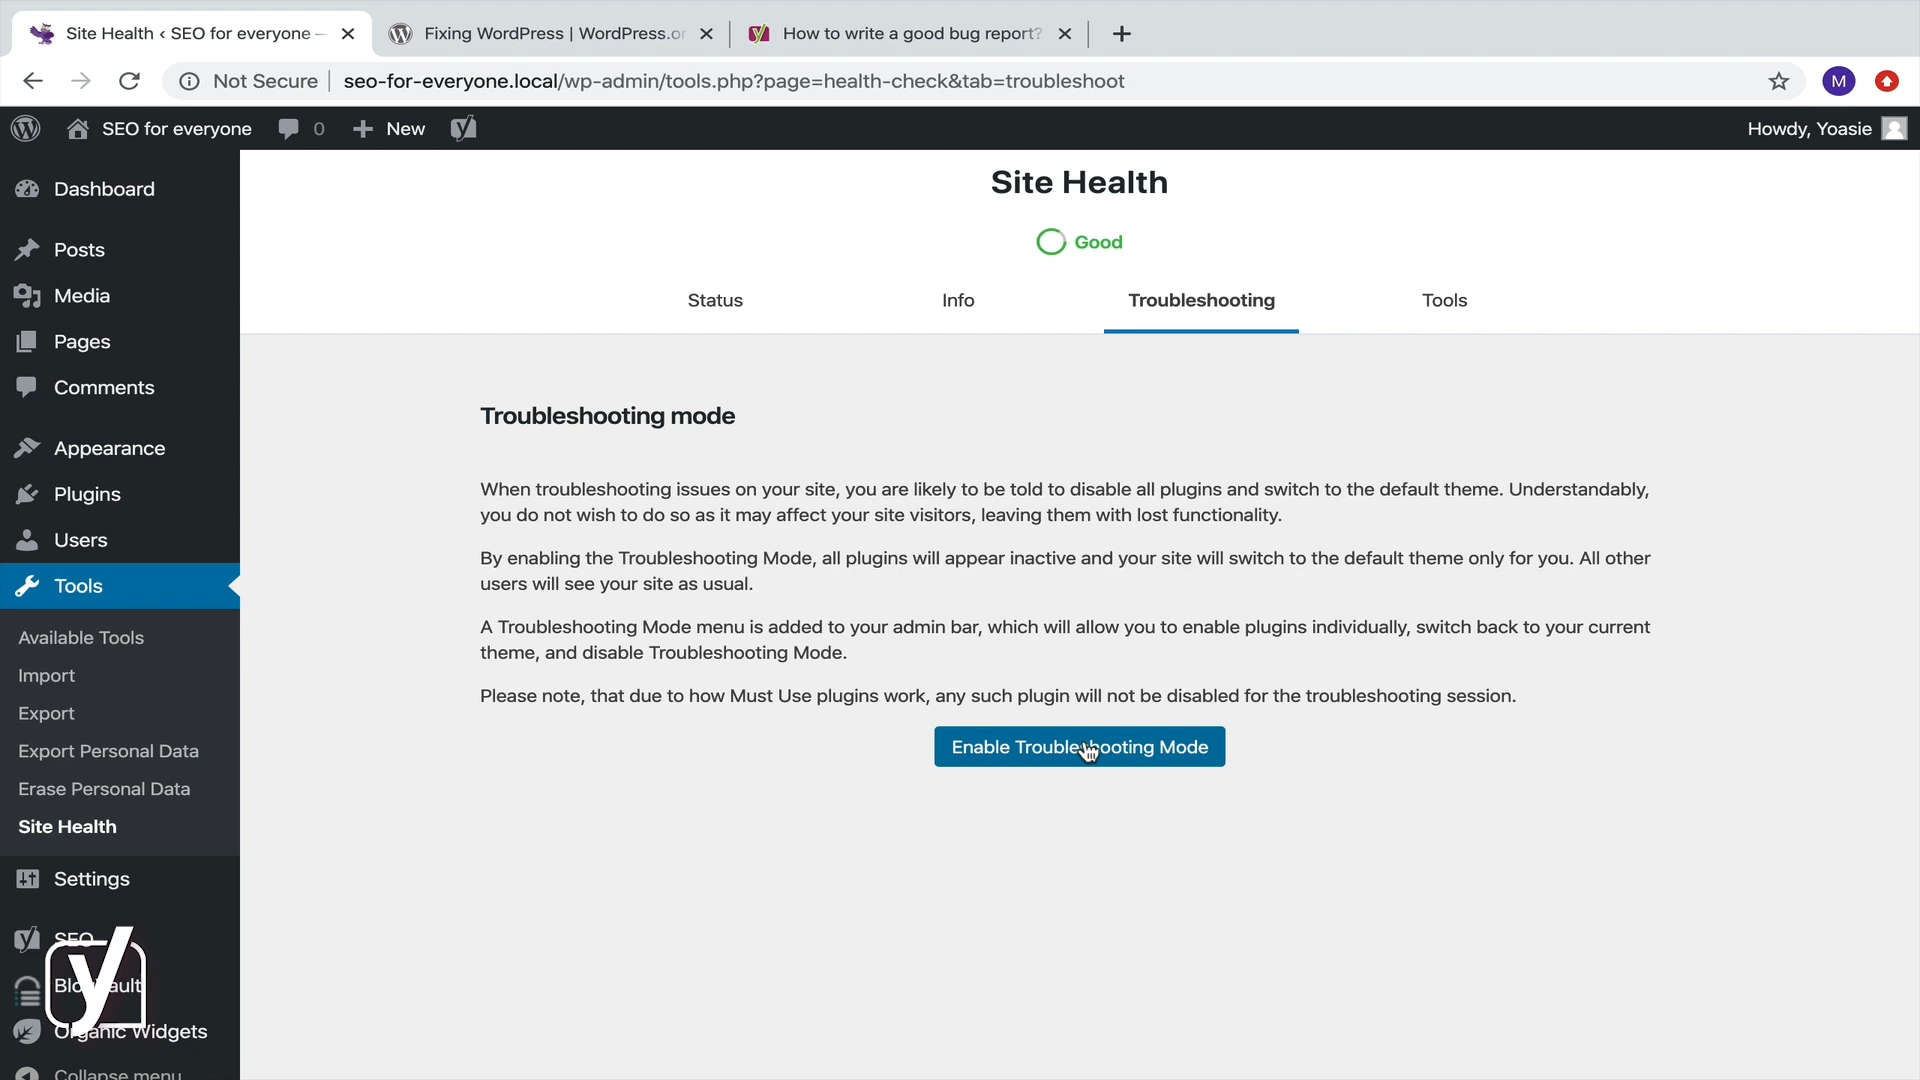 Site Health ‹ SEO for everyone –
Fixing WordPress | WordPress.or
How to write a good bug report?
Not Secure
seo-for-everyone.local/wp-admin/tools.php?page=health-check&tab=troubleshoot
M
SEO for everyone
0
New
Howdy, Yoasie
Dashboard
Posts
Media
Pages
Comments
Appearance
Plugins
Users
Tools
Available Tools
Import
Export
Export Personal Data
Erase Personal Data
Site Health
Settings
SEO
Organic Widgets
Collapse menu
Site Health
Good
Status
Info
Troubleshooting
Tools
Troubleshooting mode
When troubleshooting issues on your site, you are likely to be told to disable all plugins and switch to the default theme. Understandably,
you do not wish to do so as it may affect your site visitors, leaving them with lost functionality.
By enabling the Troubleshooting Mode, all plugins will appear inactive and your site will switch to the default theme only for you. All other
users will see your site as usual.
A Troubleshooting Mode menu is added to your admin bar, which will allow you to enable plugins individually, switch back to your current
theme, and disable Troubleshooting Mode.
Please note, that due to how Must Use plugins work, any such plugin will not be disabled for the troubleshooting session.
Enable Troubleshooting Mode